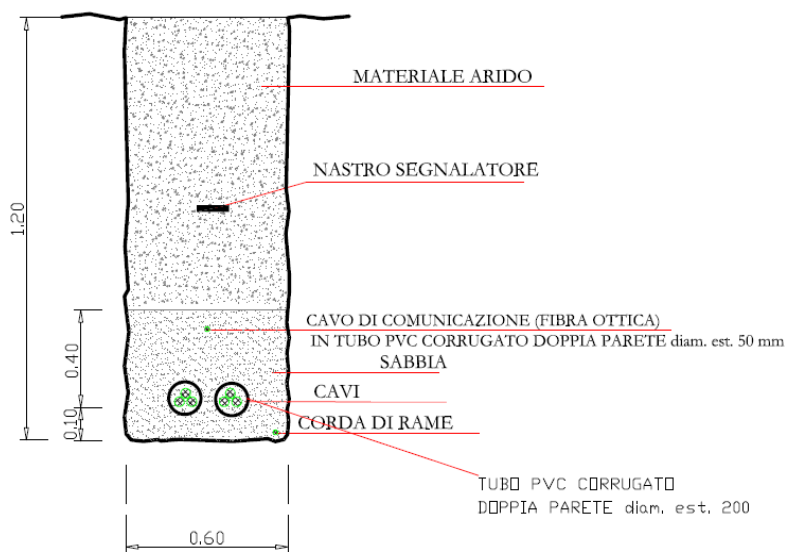 MATERIALE ARIDO
NASTRO SEGNALATORE
1.20
CAVO DI COMUNICAZIONE (FIBRA OTTICA)
IN TUBO PVC CORRUGATO DOPPIA PARETE diam. est. 50 mm
SABBIA
0.40
CAVI
0.10
CORDA DI RAME
TUBO PVC CORRUGATO
DOPPIA PARETE diam. est. 200
0.60